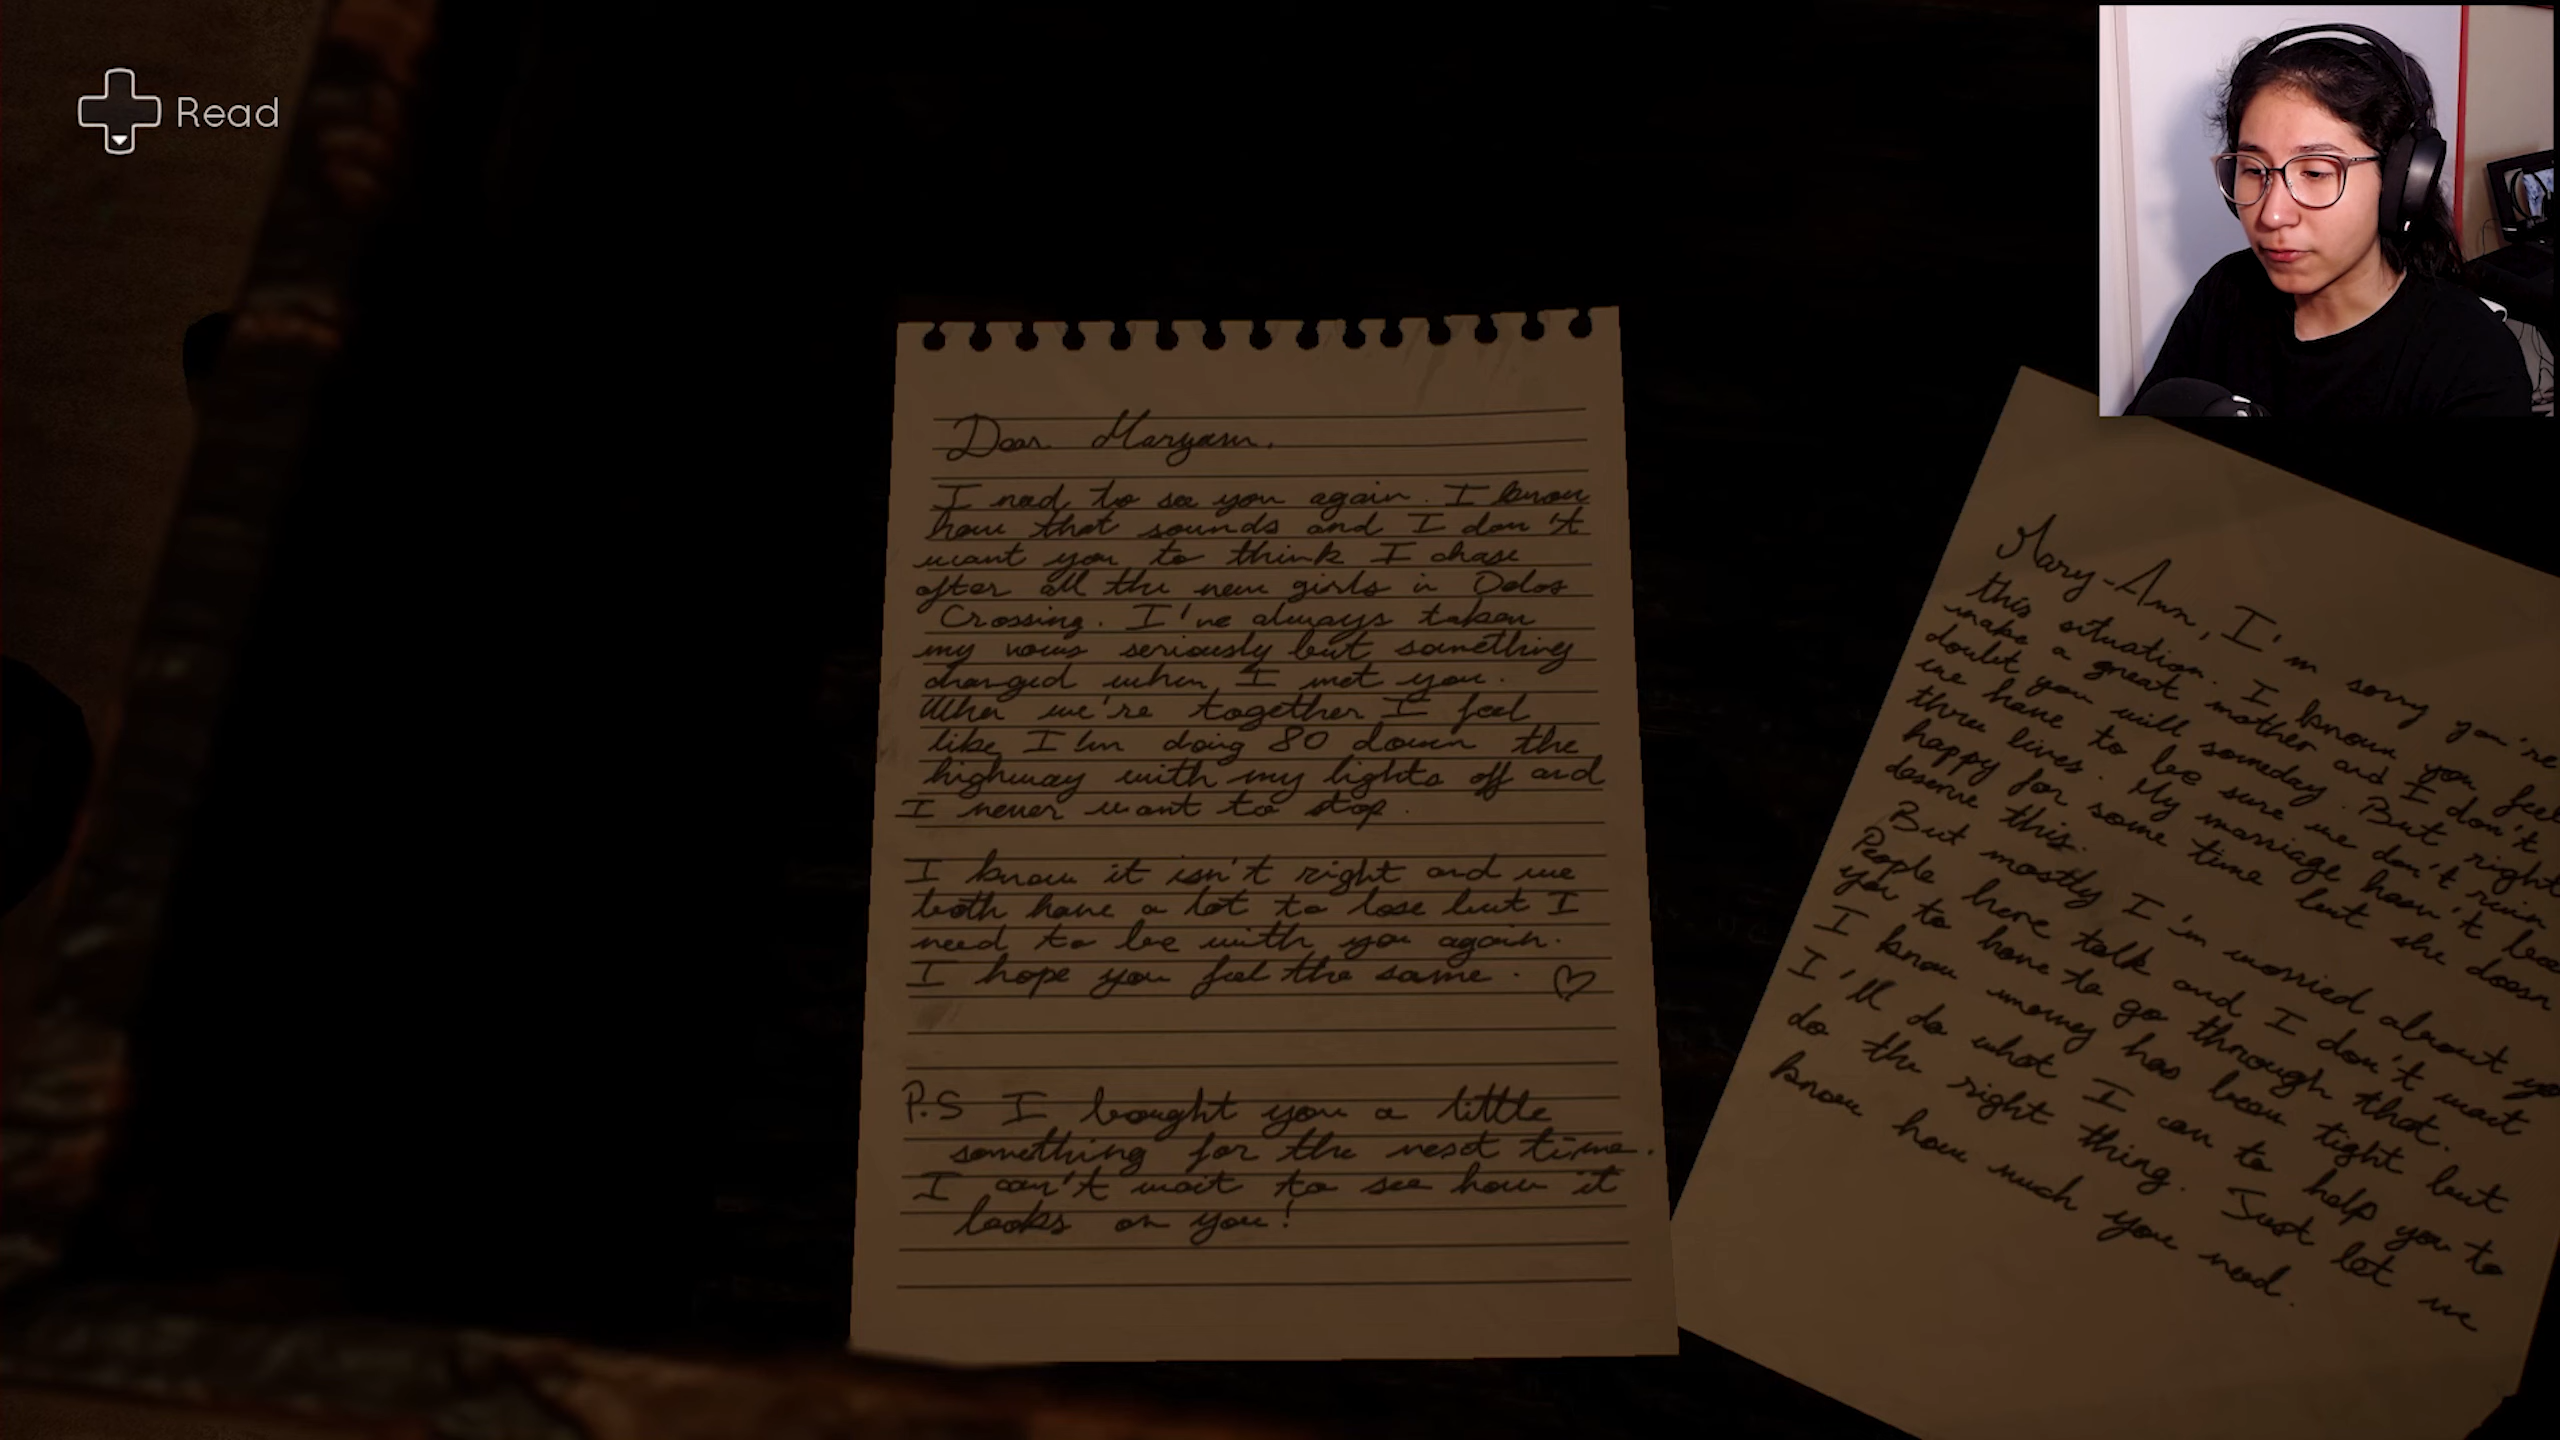 Read
Dear Maryann,
I need to see you again. I know
how that sounds and I don't
want you to think I chase
after all the new girls in Delos
Crossing. I've always taken
my vows seriously but something
changed when I met you.
When we're together I feel
like I'm doing 80 down the
highway with my lights off and
I never want to stop.
I know it isn't right and we
both have a lot to lose but I
need to be with you again.
I hope you feel the same.
P.S I bought you a little
something for the next time.
I can't wait to see how it
looks on you!
Mary-Ann, I'm sorry you're
this situation. I know you feel
make a great mother and I don't
doubt you will someday. But right
we have to be sure we don't ruin
three lives. My marriage hasn't
happy for some time but she
deserve this.
But mostly I'm worried about
People here talk and I don't want
you to have to go through that.
I know money has been tight but
I'll do what I can to help you to
do the right thing. Just let me
know how much you need.